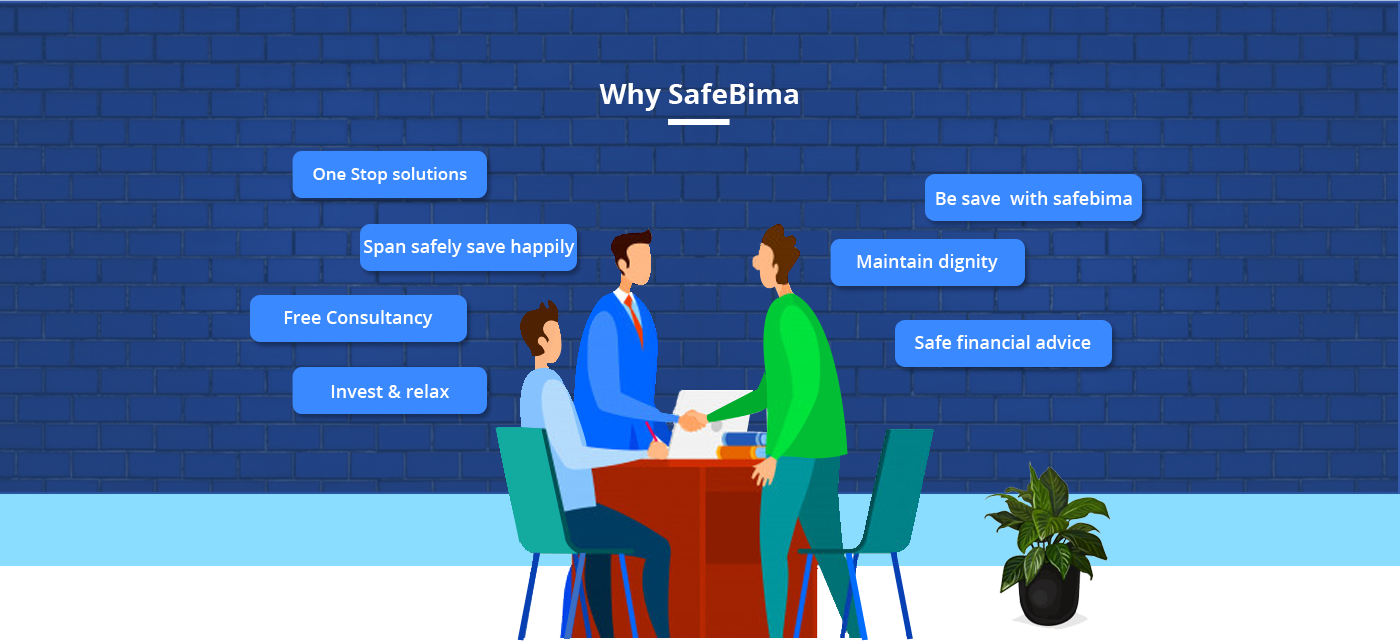 Why SafeBima
One Stop solutions
Span safely save happily
Free Consultancy
Invest & relax
Be save  with safebima
Maintain dignity
Safe financial advice